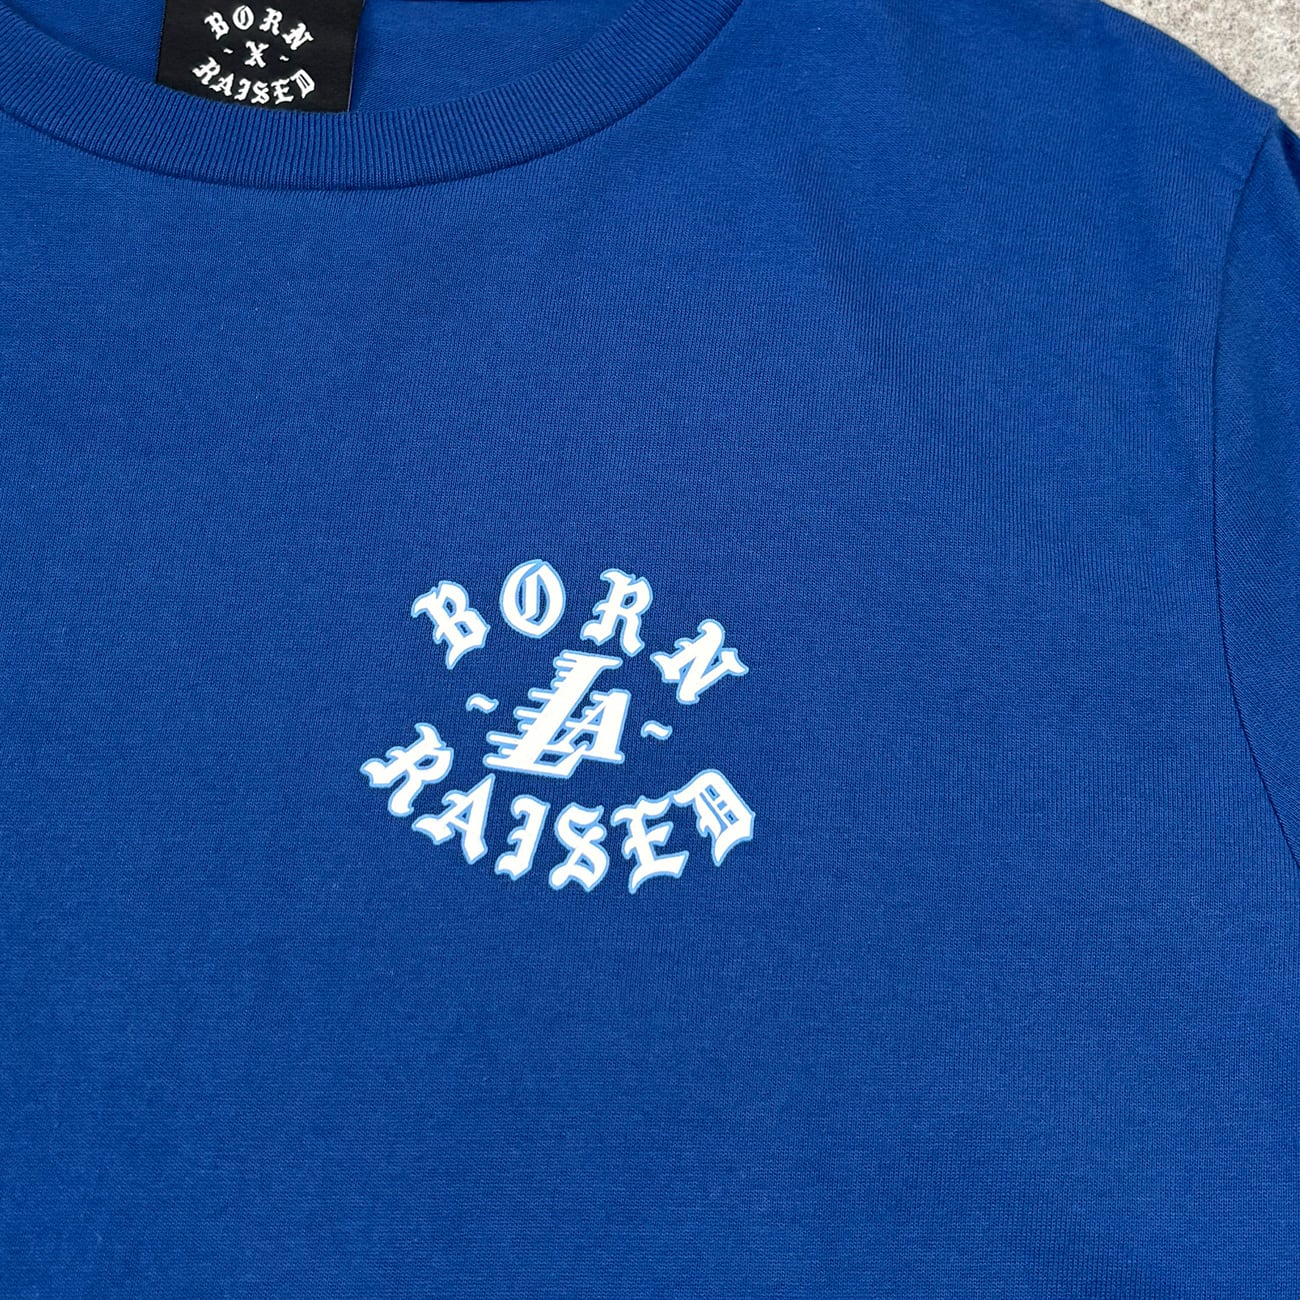 BORN
- X -
RAISED
BORN
~ LA ~
RAISED